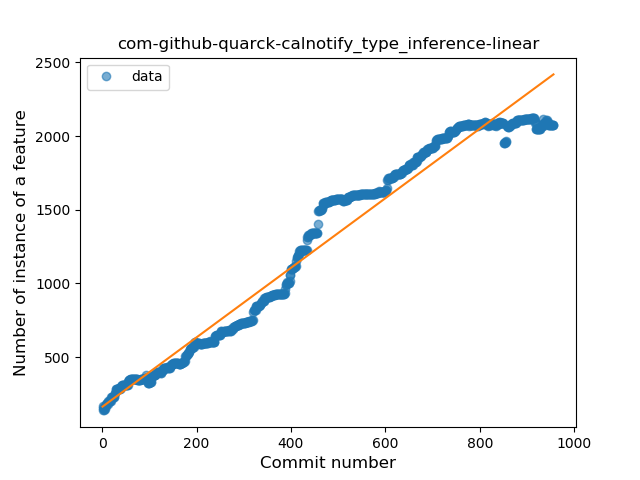 com-github-quarck-calnotify_type_inference-linear
data
Number of instance of a feature
2500
2000
1500
1000
500
0 200 400 600 800 1000
Commit number